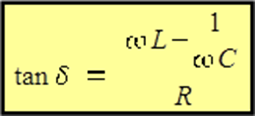 tan δ = (ωL − 1/(ωC)) / R